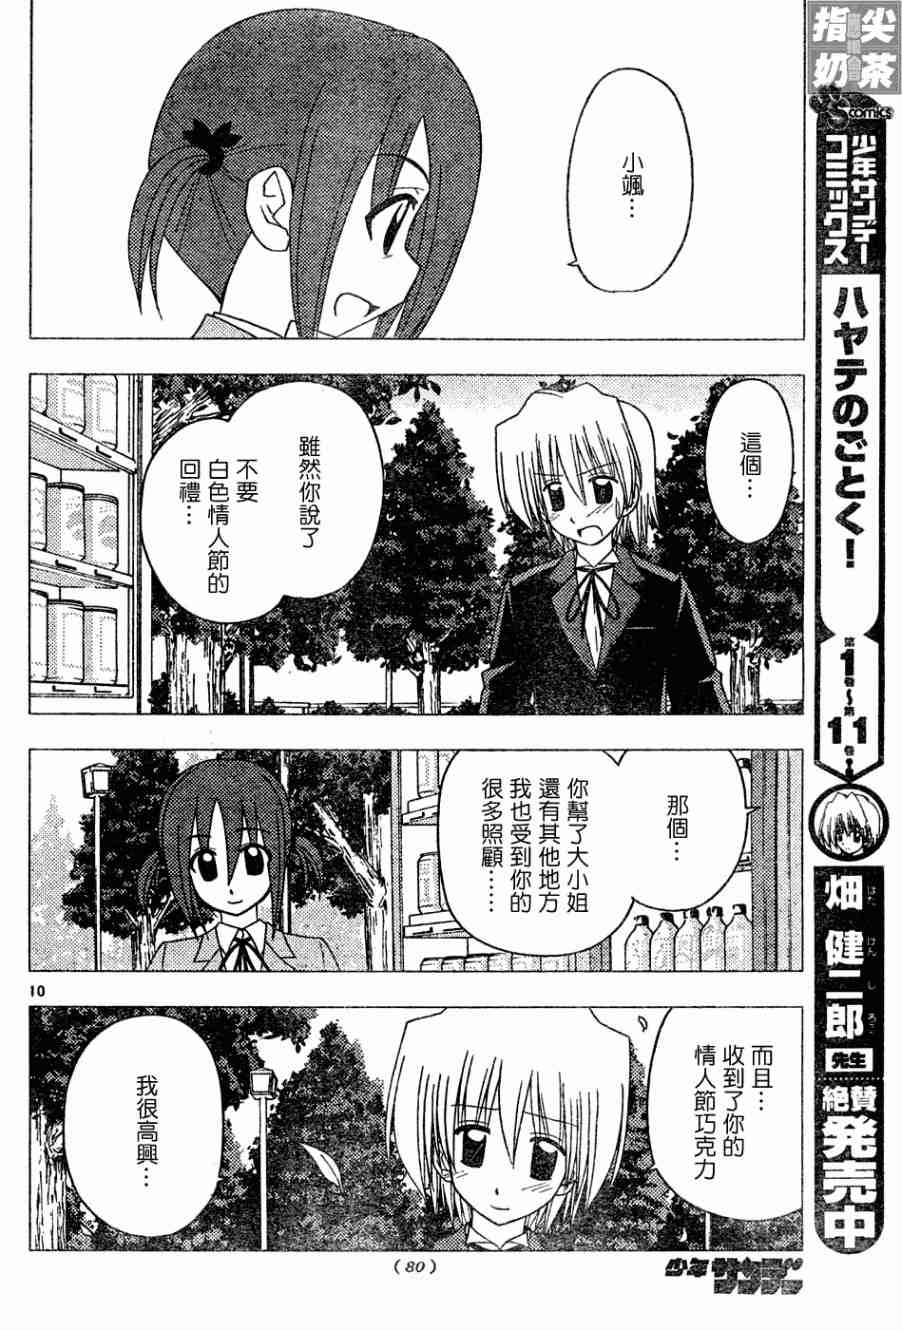 小颯…
這個…
雖然你說了
不要
白色情人節的
回禮…
那個…
你幫了大小姐
還有其他地方
我也受到你的
很多照顧……
10
而且…
收到了你的
情人節巧克力
我很高興…
(80)
少年サンデー
指尖
奶茶
comics
少年サンデー
コミックス
ハヤテのごとく!
第1巻~第11巻!
畑健二郎
はた けん じ ろう
先生
絶賛
発売中